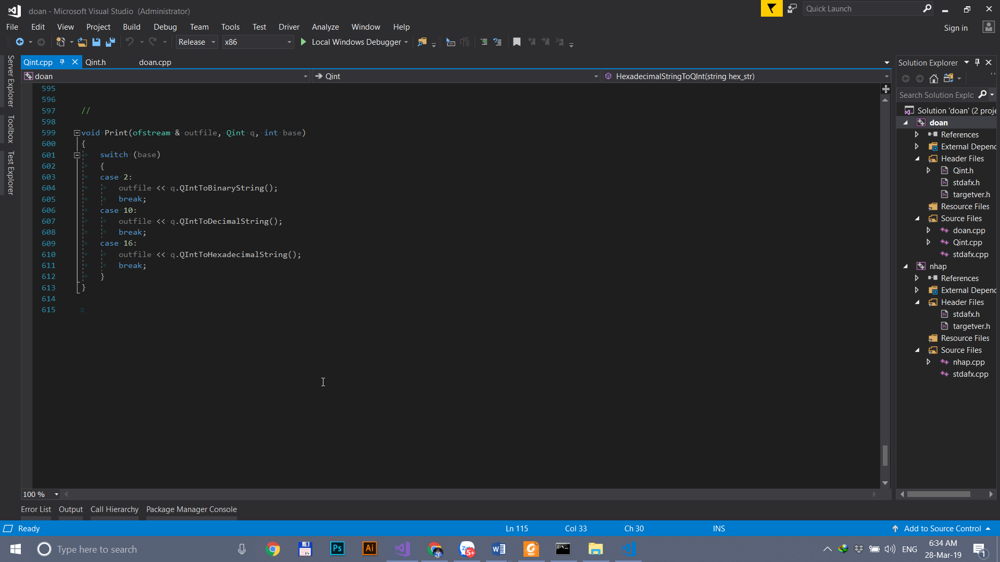 doan - Microsoft Visual Studio (Administrator)
Quick Launch
File Edit View Project Build Debug Team Tools Test Driver Analyze Window Help
Sign in
Release x86 Local Windows Debugger
Server Explorer
Toolbox
Test Explorer
Qint.cpp Qint.h doan.cpp
doan Qint HexadecimalStringToQInt(string hex_str)
595
596
597 //
598
599 void Print(ofstream & outfile, Qint q, int base)
600 {
601 switch (base)
602 {
603 case 2:
604 outfile << q.QIntToBinaryString();
605 break;
606 case 10:
607 outfile << q.QIntToDecimalString();
608 break;
609 case 16:
610 outfile << q.QIntToHexadecimalString();
611 break;
612 }
613 }
614
615
100 %
Solution Explorer
Search Solution Explo
Solution 'doan' (2 proje
doan
References
External Depend
Header Files
Qint.h
stdafx.h
targetver.h
Resource Files
Source Files
doan.cpp
Qint.cpp
stdafx.cpp
nhap
References
External Depend
Header Files
stdafx.h
targetver.h
Resource Files
Source Files
nhap.cpp
stdafx.cpp
Error List Output Call Hierarchy Package Manager Console
Ready Ln 115 Col 33 Ch 30 INS Add to Source Control
Type here to search
Ps
Ai
5+
PDF
ENG
6:34 AM
28-Mar-19
1